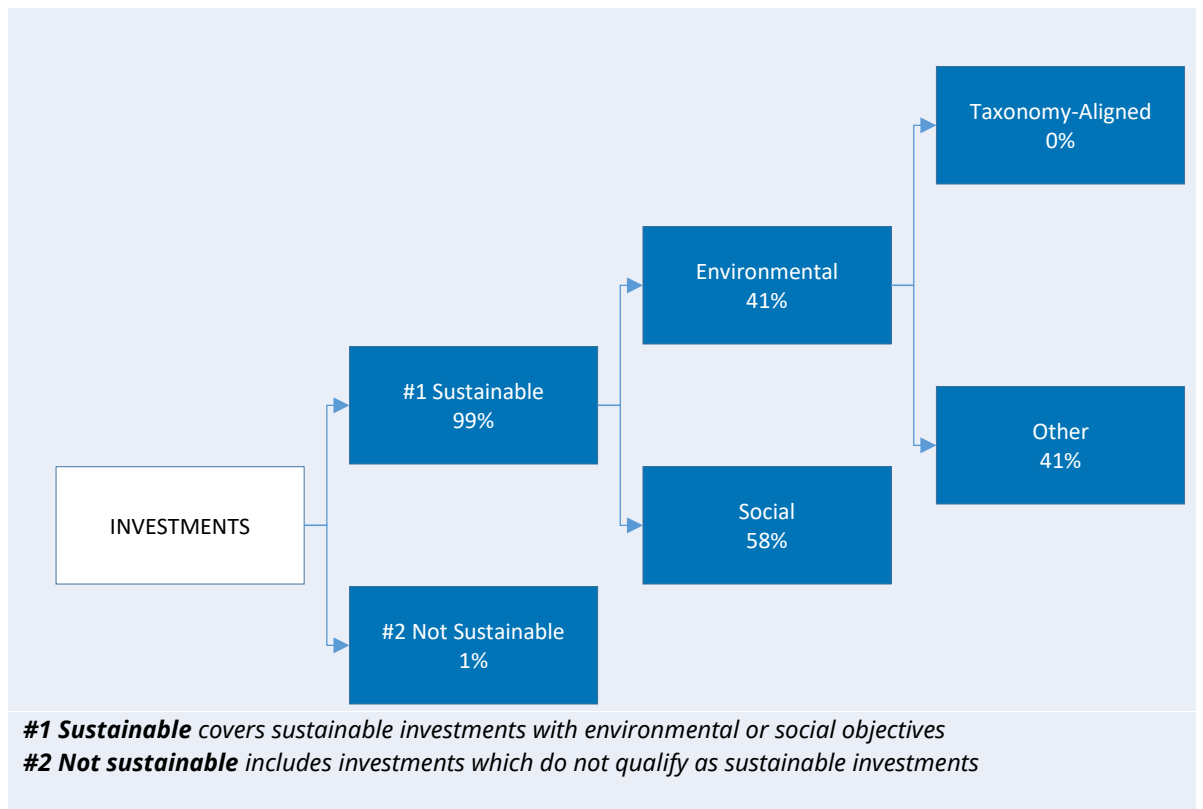 Taxonomy-Aligned
0%
Environmental
41%
#1 Sustainable
99%
Other
41%
INVESTMENTS
Social
58%
#2 Not Sustainable
1%
#1 Sustainable covers sustainable investments with environmental or social objectives
#2 Not sustainable includes investments which do not qualify as sustainable investments